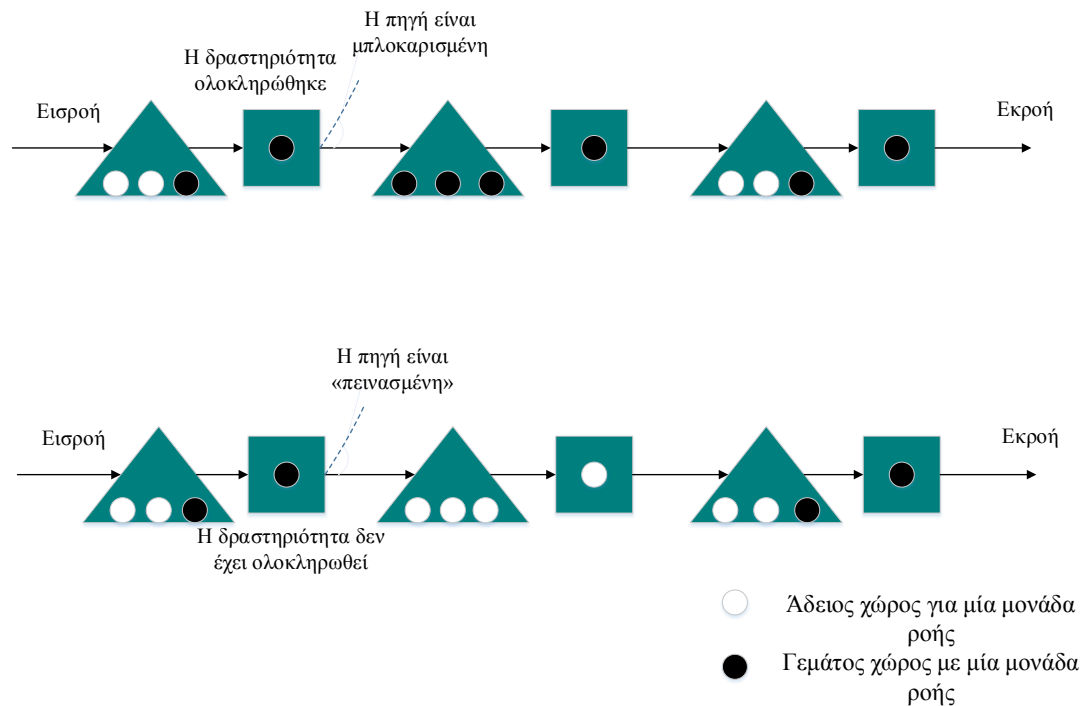 Η πηγή είναι
μπλοκαρισμένη
Η δραστηριότητα
ολοκληρώθηκε
Εισροή
Εκροή
Η πηγή είναι
«πεινασμένη»
Εισροή
Εκροή
Η δραστηριότητα δεν
έχει ολοκληρωθεί
Άδειος χώρος για μία μονάδα
ροής
Γεμάτος χώρος με μία μονάδα
ροής